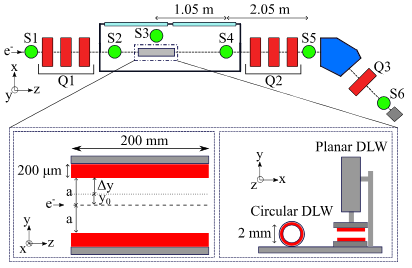 1.05 m
2.05 m
S1
S2
S3
S4
S5
e-
Q1
Q2
Q3
S6
x
y
z
200 mm
200 μm
a
Δy
y0
e-
a
y
x
z
Planar DLW
y
z
x
Circular DLW
2 mm